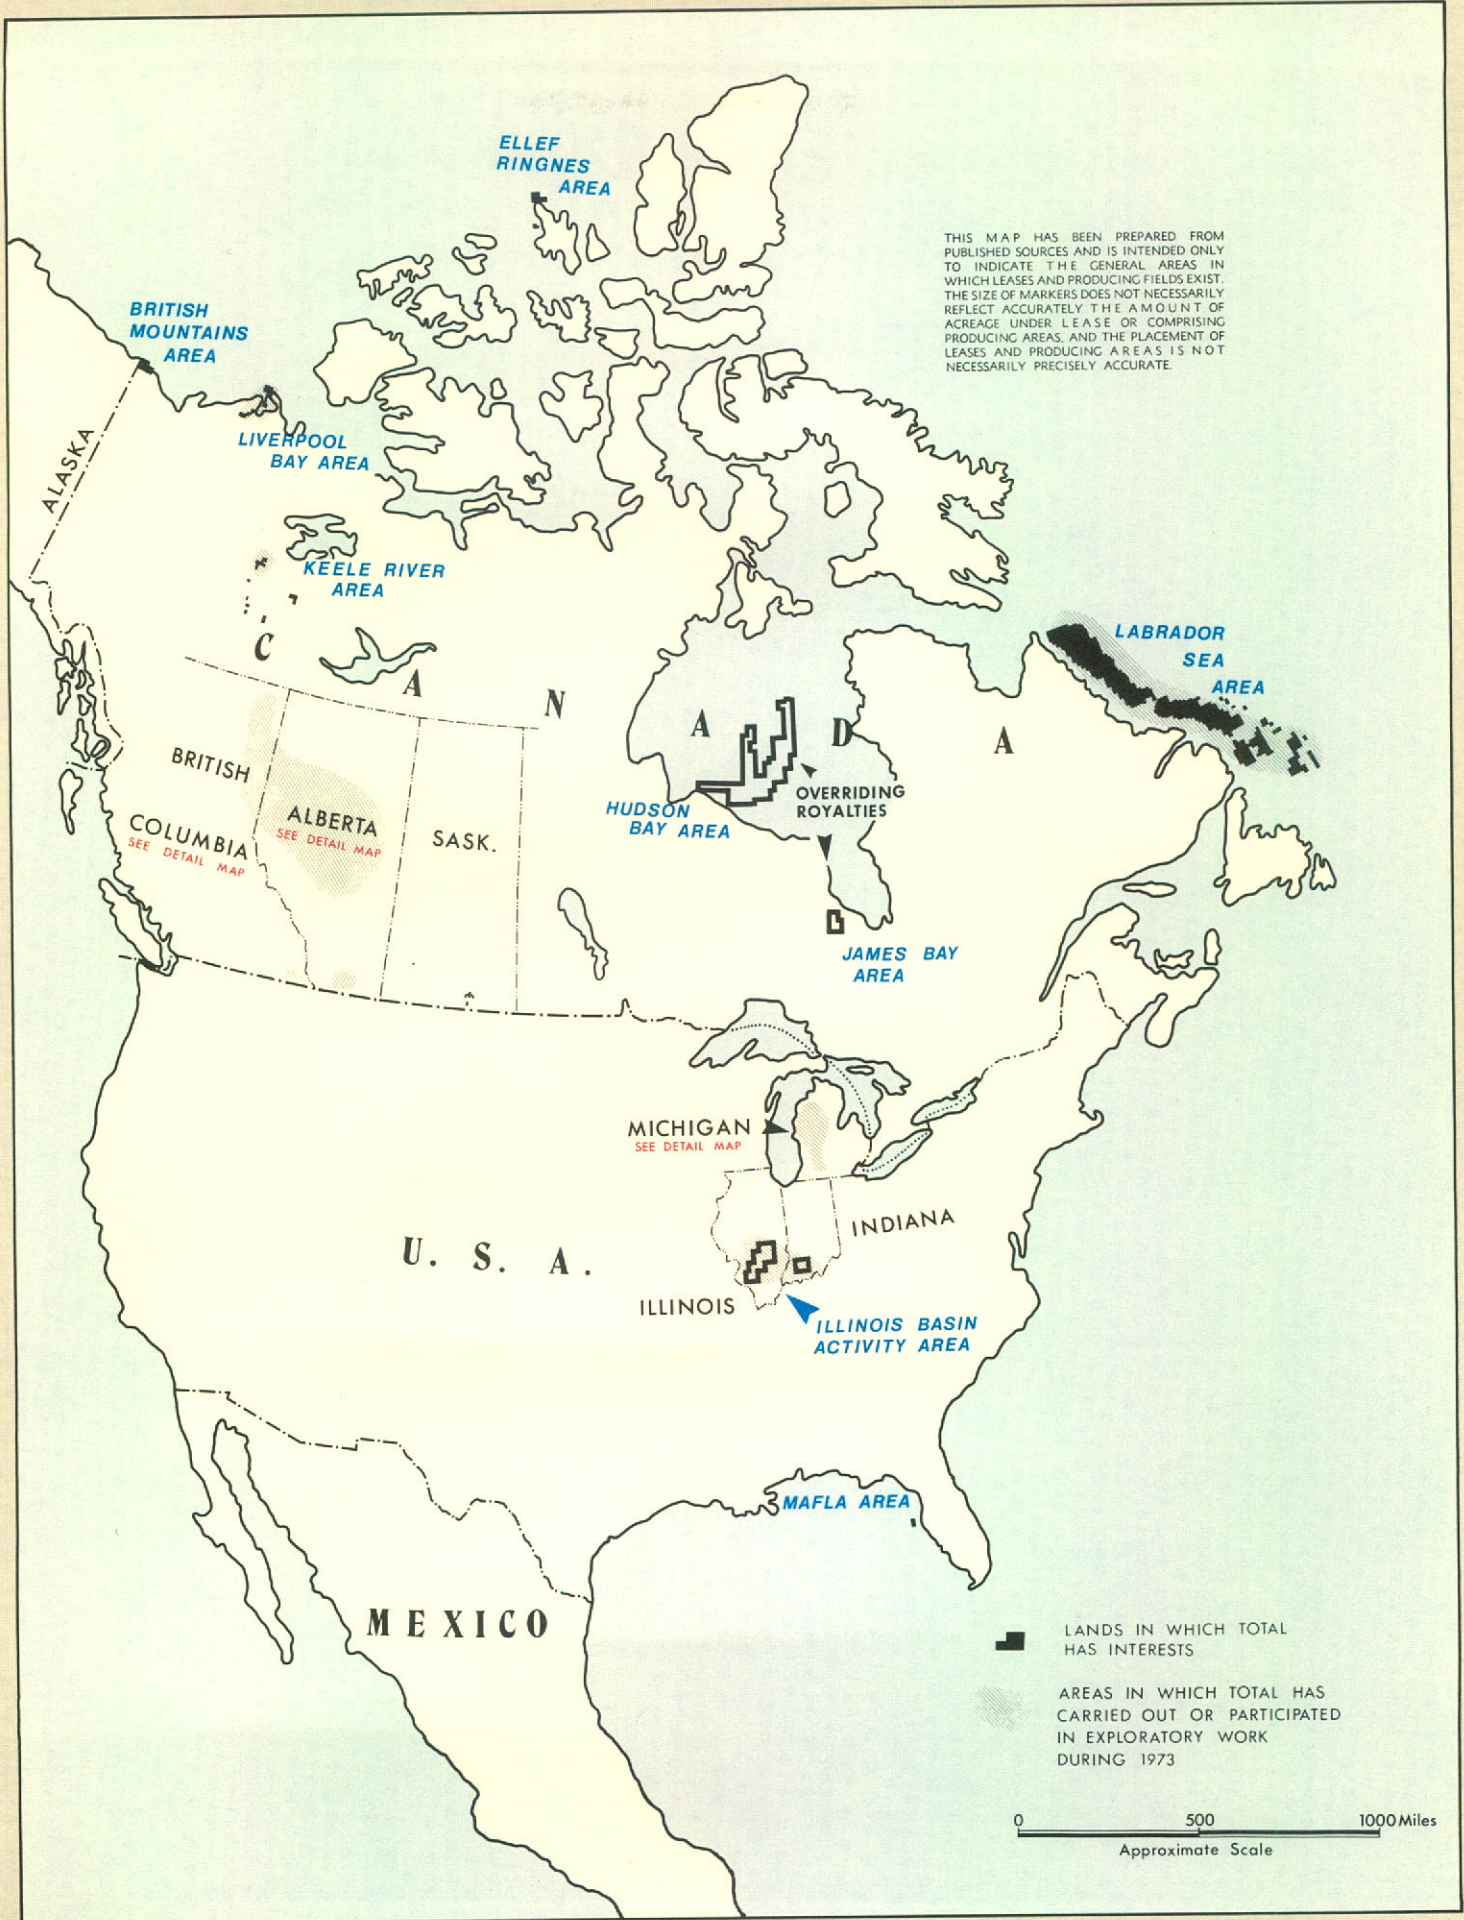 ELLEF
RINGNES
AREA
THIS MAP HAS BEEN PREPARED FROM
PUBLISHED SOURCES AND IS INTENDED ONLY
TO INDICATE THE GENERAL AREAS IN
WHICH LEASES AND PRODUCING FIELDS EXIST.
THE SIZE OF MARKERS DOES NOT NECESSARILY
REFLECT ACCURATELY THE AMOUNT OF
ACREAGE UNDER LEASE OR COMPRISING
PRODUCING AREAS, AND THE PLACEMENT OF
LEASES AND PRODUCING AREAS IS NOT
NECESSARILY PRECISELY ACCURATE.
BRITISH
MOUNTAINS
AREA
ALASKA
LIVERPOOL
BAY AREA
KEELE RIVER
AREA
LABRADOR
SEA
AREA
C A N A D A
BRITISH
COLUMBIA
SEE DETAIL MAP
ALBERTA
SEE DETAIL MAP
SASK.
HUDSON
BAY AREA
OVERRIDING
ROYALTIES
JAMES BAY
AREA
MICHIGAN
SEE DETAIL MAP
INDIANA
U. S. A.
ILLINOIS
ILLINOIS BASIN
ACTIVITY AREA
MAFLA AREA
MEXICO
LANDS IN WHICH TOTAL
HAS INTERESTS
AREAS IN WHICH TOTAL HAS
CARRIED OUT OR PARTICIPATED
IN EXPLORATORY WORK
DURING 1973
0 500 1000 Miles
Approximate Scale